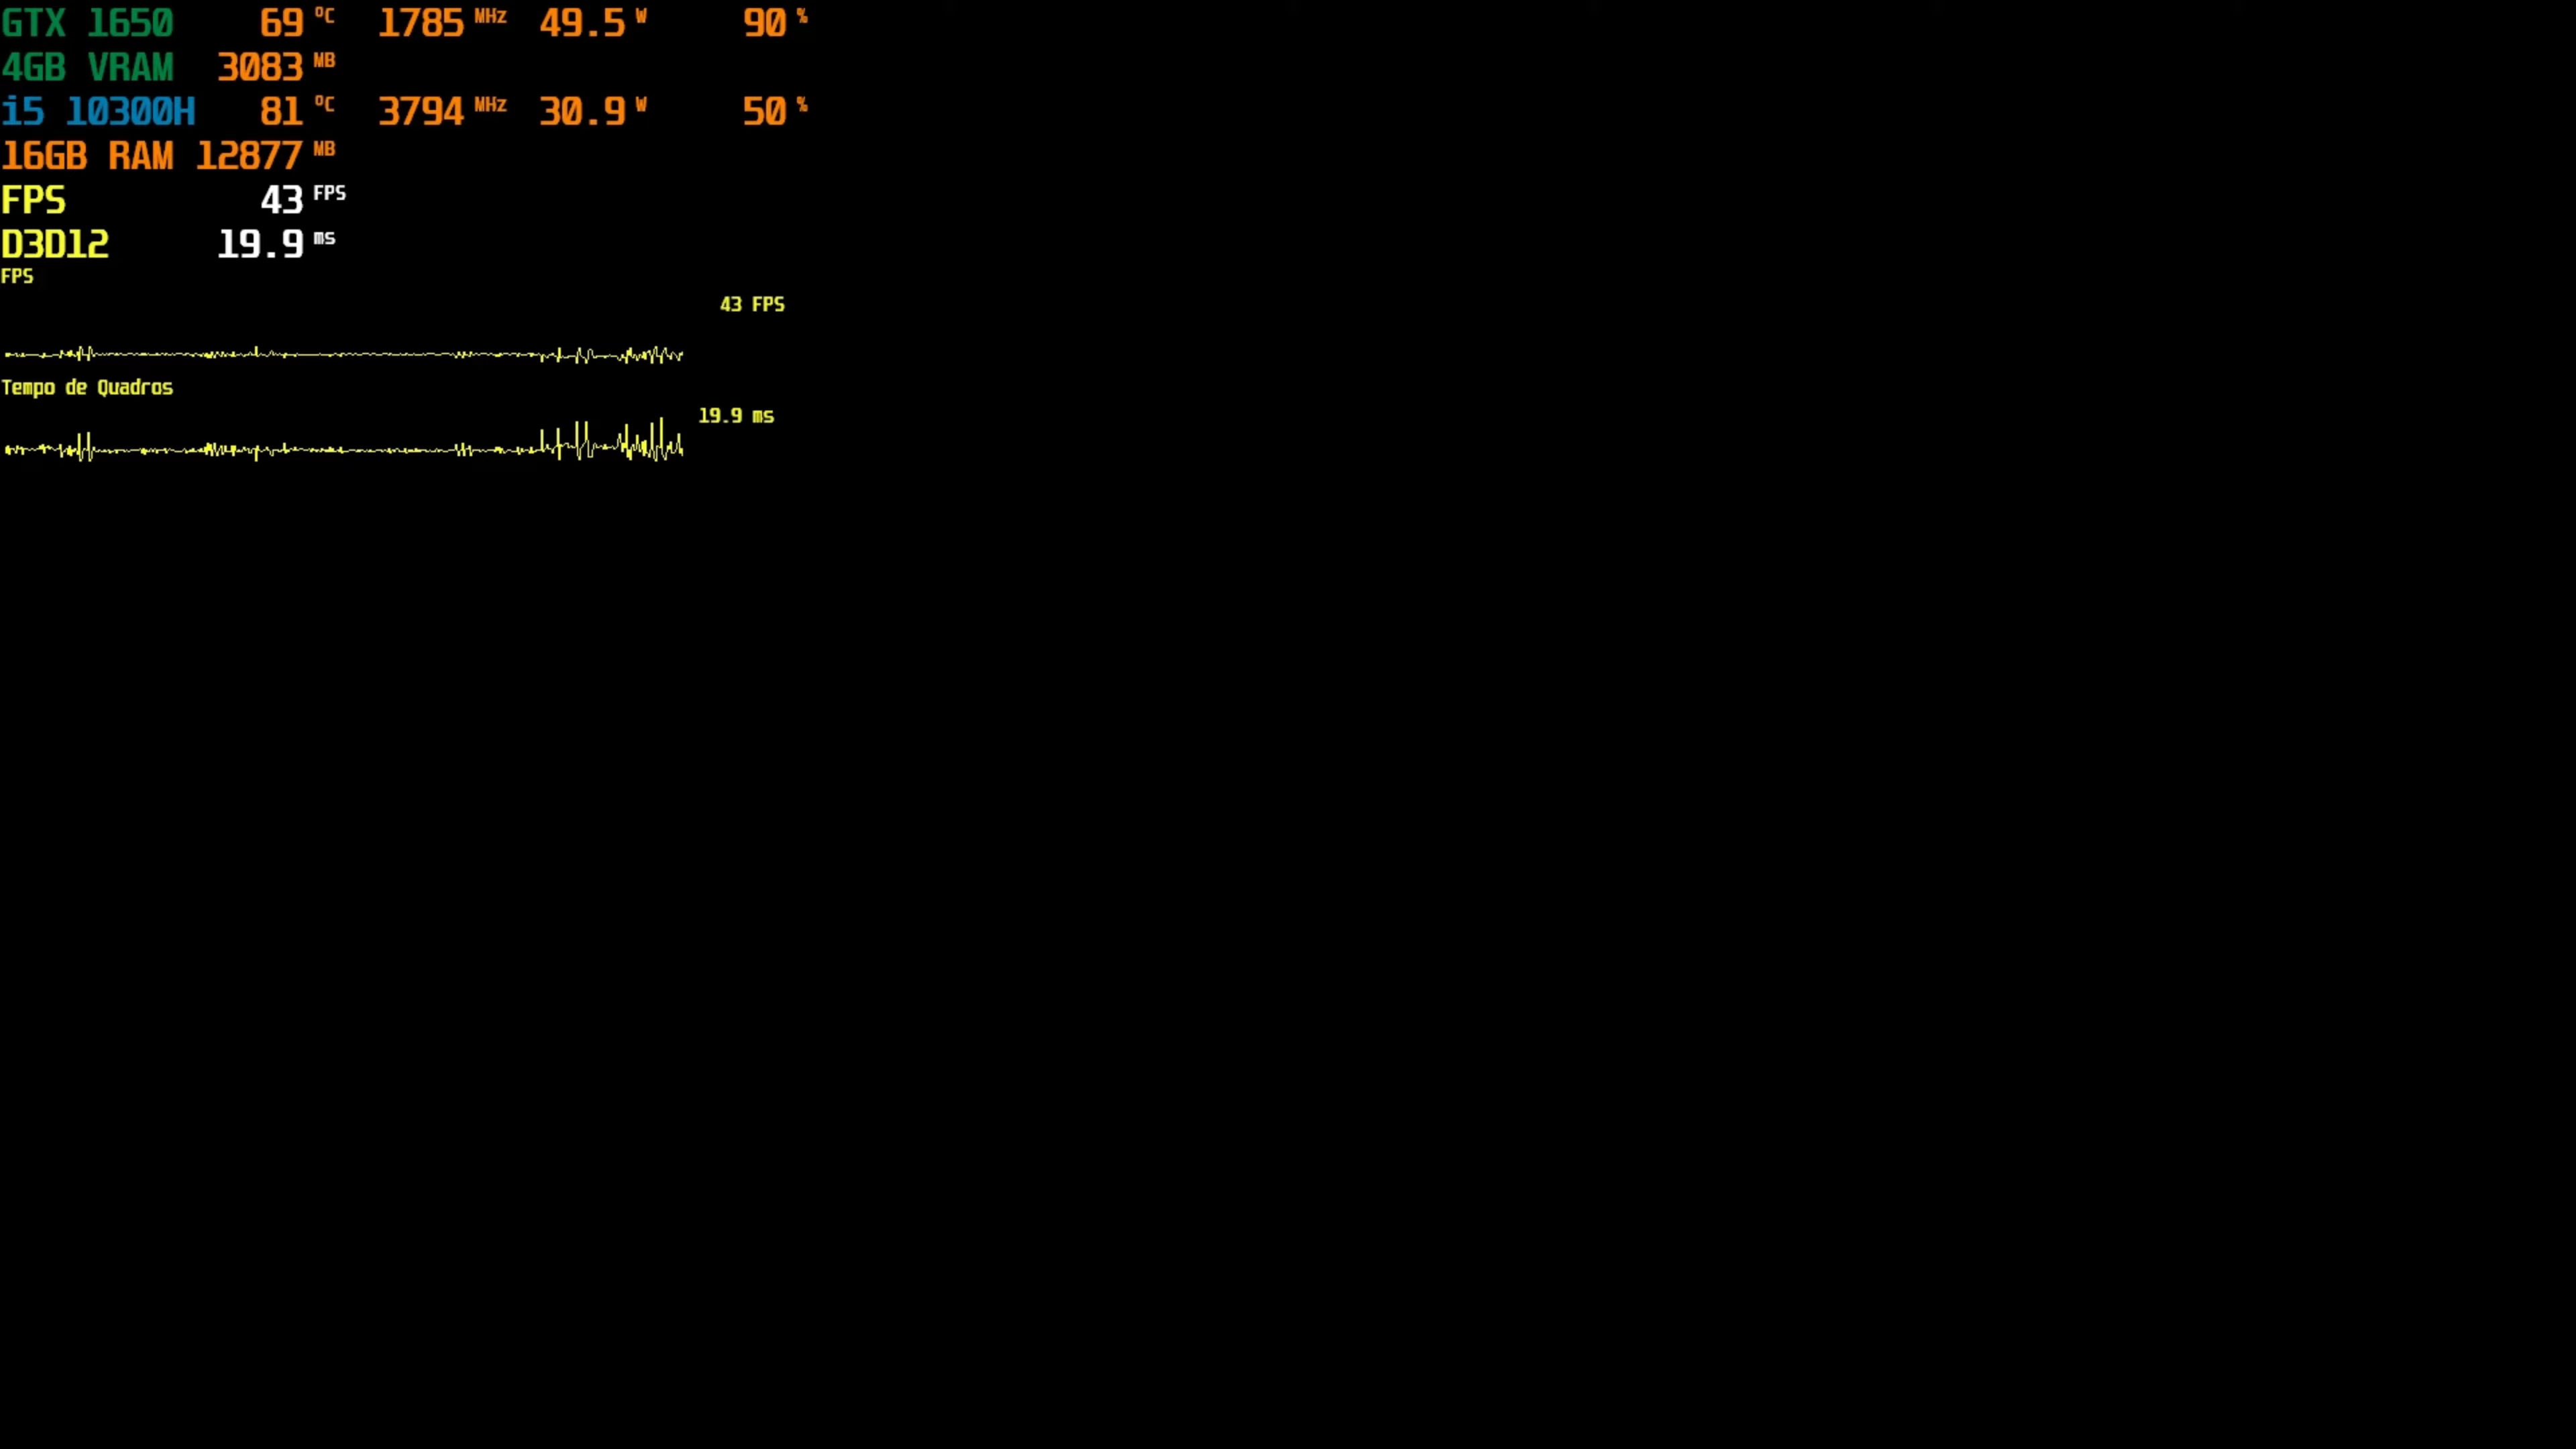 GTX 1650 69 °C 1785 MHz 49.5 W 90 %
4GB VRAM 3083 MB
i5 10300H 81 °C 3794 MHz 30.9 W 50 %
16GB RAM 12877 MB
FPS 43 FPS
D3D12 19.9 ms
FPS
43 FPS
Tempo de Quadros
19.9 ms